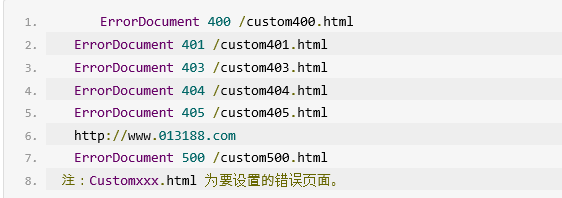 1. ErrorDocument 400 /custom400.html
2. ErrorDocument 401 /custom401.html
3. ErrorDocument 403 /custom403.html
4. ErrorDocument 404 /custom404.html
5. ErrorDocument 405 /custom405.html
6. http://www.013188.com
7. ErrorDocument 500 /custom500.html
8. 注：Customxxx.html 为要设置的错误页面。